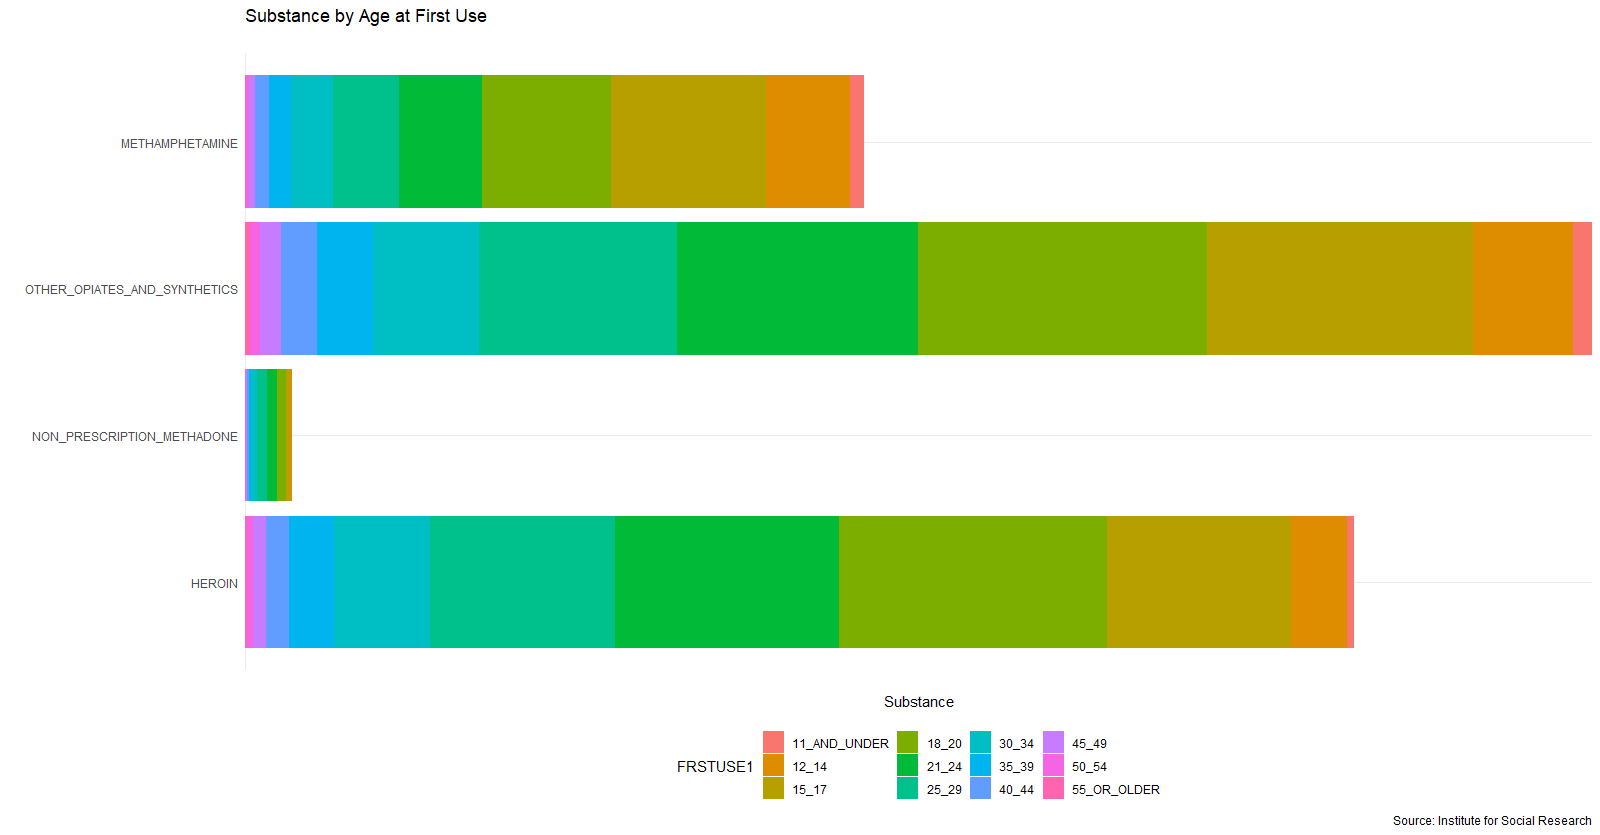 Substance by Age at First Use
METHAMPHETAMINE
OTHER_OPIATES_AND_SYNTHETICS
NON_PRESCRIPTION_METHADONE
HEROIN
Substance
FRSTUSE1
11_AND_UNDER
12_14
15_17
18_20
21_24
25_29
30_34
35_39
40_44
45_49
50_54
55_OR_OLDER
Source: Institute for Social Research